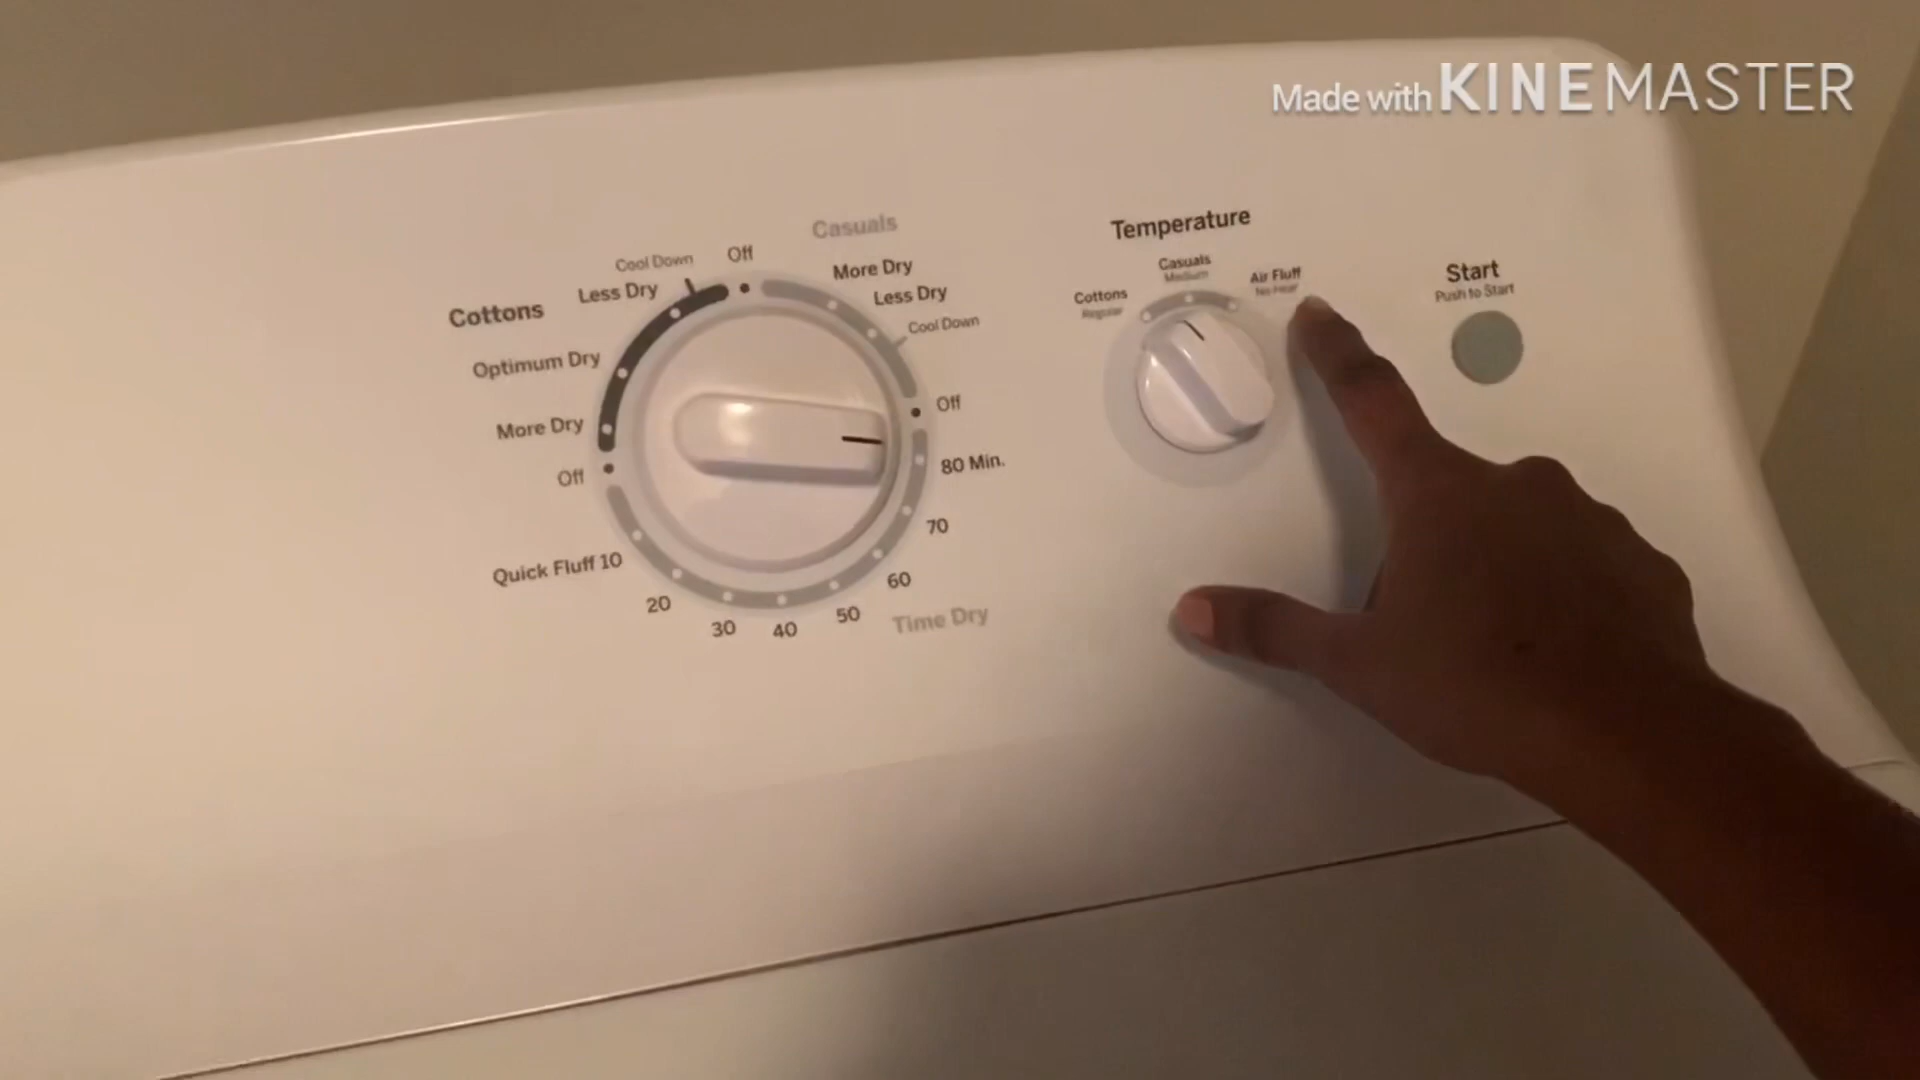 Made with KINEMASTER
Casuals
Temperature
Cool Down
Off
More Dry
Casuals
Medium
Air Fluff
No Heat
Start
Push to Start
Cottons
Less Dry
Less Dry
Cottons
Regular
Cool Down
Optimum Dry
Off
More Dry
80 Min.
Off
70
Quick Fluff 10
60
20
30
40
50
Time Dry